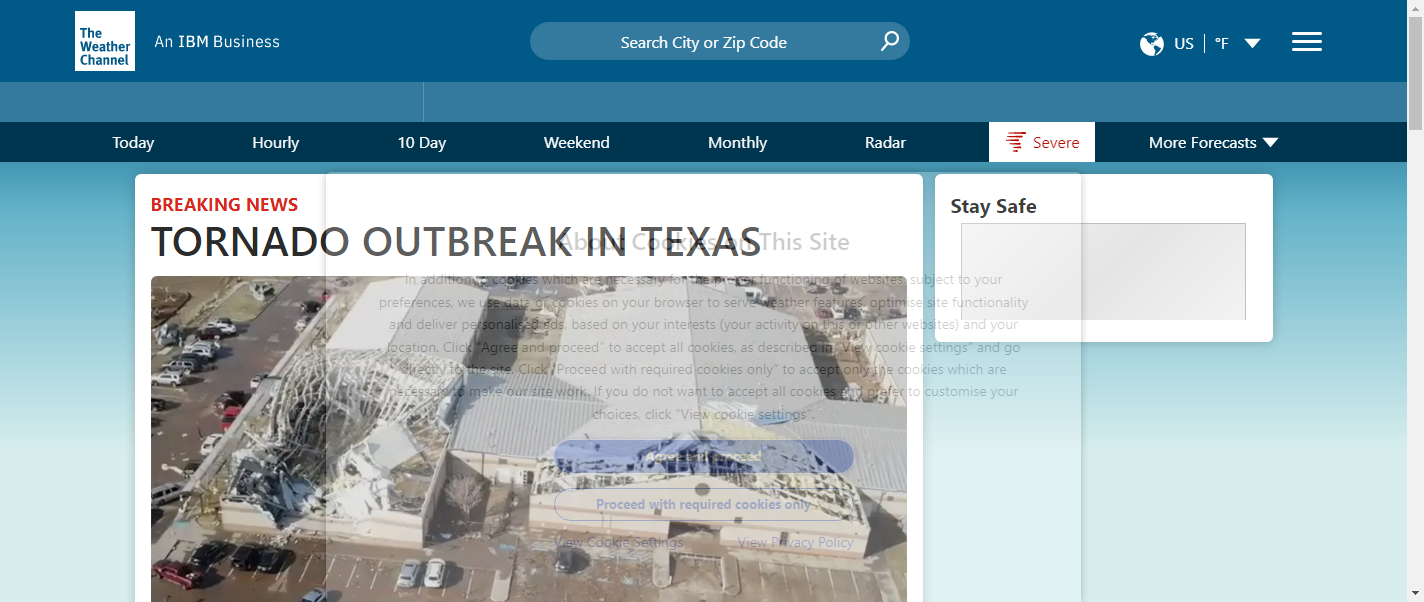 The
Weather
Channel
An IBM Business
Search City or Zip Code
US
°F
Today
Hourly
10 Day
Weekend
Monthly
Radar
Severe
More Forecasts
BREAKING NEWS
TORNADO OUTBREAK IN TEXAS
Stay Safe
About Cookies on This Site
In addition to cookies which are necessary for the proper functioning of websites, subject to your
preferences, we use data or cookies on your browser to serve weather features, optimise site functionality
and deliver personalised ads, based on your interests (your activity on this or other websites) and your
location. Click "Agree and proceed" to accept all cookies, as described in "View cookie settings" and go
directly to the site. Click "Proceed with required cookies only" to accept only the cookies which are
necessary to make our site work. If you do not want to accept all cookies and prefer to customise your
choices, click "View cookie settings".
Agree and proceed
Proceed with required cookies only
View Cookie Settings
View Privacy Policy